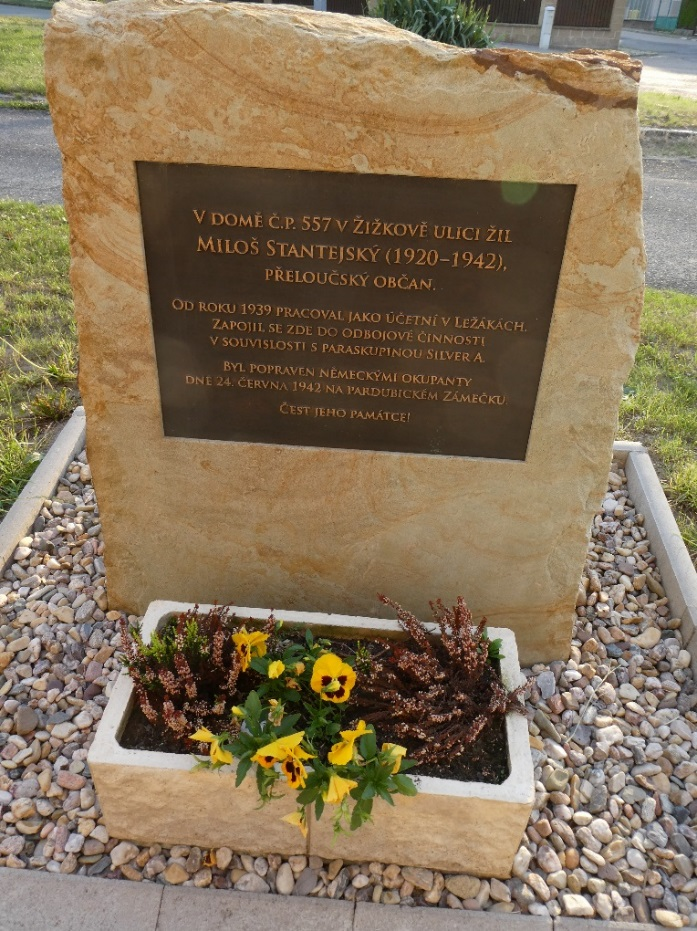 V DOMĚ Č.P. 557 V ŽIŽKOVĚ ULICI ŽIL
MILOŠ STANTEJSKÝ (1920–1942),
PŘELOUČSKÝ OBČAN.
OD ROKU 1939 PRACOVAL JAKO ÚČETNÍ V LEŽÁKÁCH.
ZAPOJIL SE ZDE DO ODBOJOVÉ ČINNOSTI
V SOUVISLOSTI S PARASKUPINOU SILVER A.
BYL POPRAVEN NĚMECKÝMI OKUPANTY
DNE 24. ČERVNA 1942 NA PARDUBICKÉM ZÁMEČKU.
ČEST JEHO PAMÁTCE!